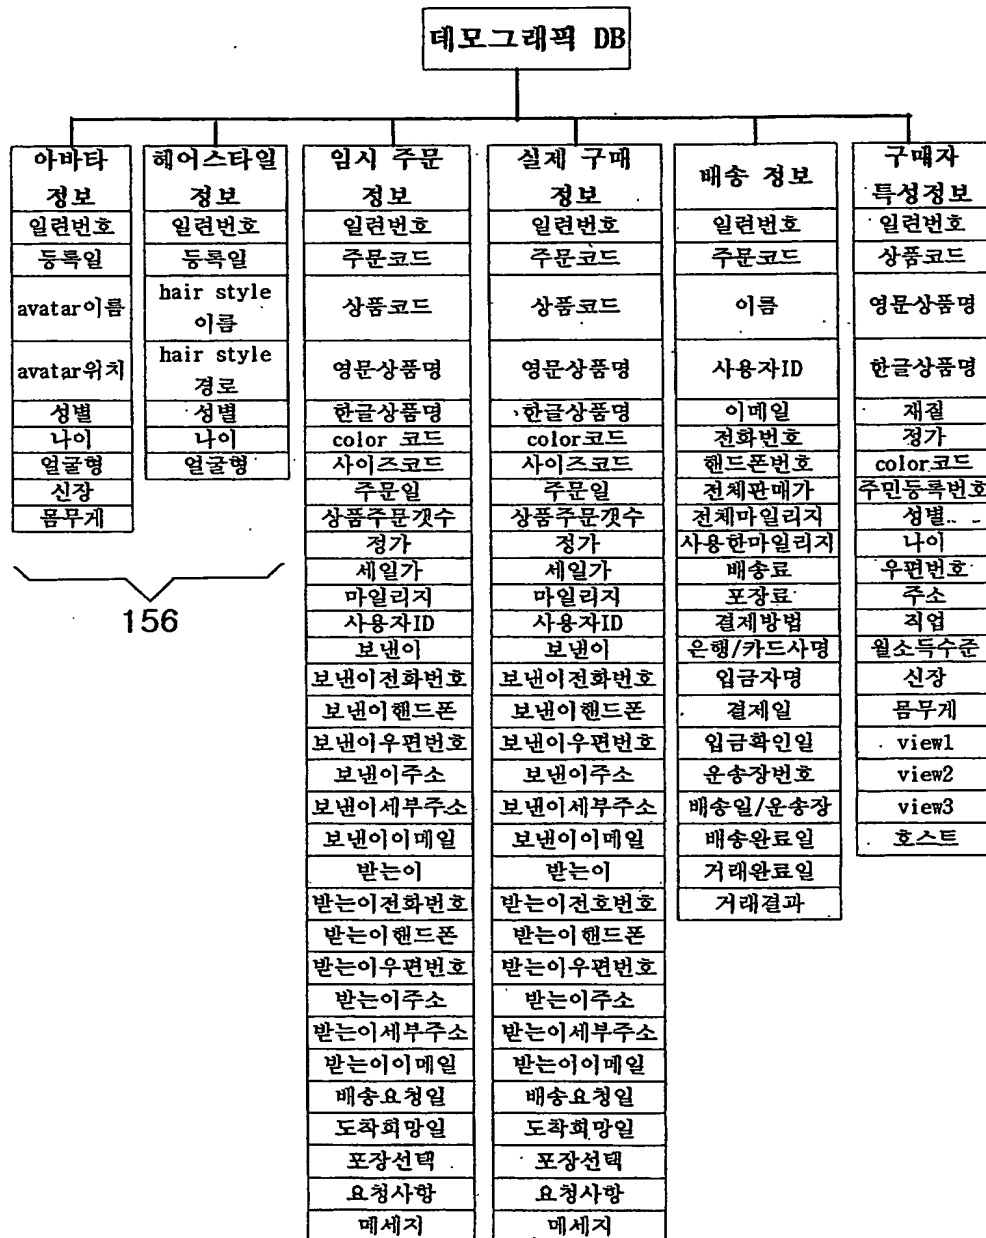 데모그래픽 DB
아바타
정보
일련번호
등록일
avatar이름
avatar위치
성별
나이
얼굴형
신장
몸무게
156
헤어스타일
정보
일련번호
등록일
hair style
이름
hair style
경로
성별
나이
얼굴형
임시 주문
정보
일련번호
주문코드
상품코드
영문상품명
한글상품명
color 코드
사이즈코드
주문일
상품주문갯수
정가
세일가
마일리지
사용자ID
보낸이
보낸이전화번호
보낸이핸드폰
보낸이우편번호
보낸이주소
보낸이세부주소
보낸이이메일
받는이
받는이전화번호
받는이핸드폰
받는이우편번호
받는이주소
받는이세부주소
받는이이메일
배송요청일
도착희망일
포장선택
요청사항
메세지
실제 구매
정보
일련번호
주문코드
상품코드
영문상품명
한글상품명
color코드
사이즈코드
주문일
상품주문갯수
정가
세일가
마일리지
사용자ID
보낸이
보낸이전화번호
보낸이핸드폰
보낸이우편번호
보낸이주소
보낸이세부주소
보낸이이메일
받는이
받는이전호번호
받는이핸드폰
받는이우편번호
받는이주소
받는이세부주소
받는이이메일
배송요청일
도착희망일
포장선택
요청사항
메세지
배송 정보
일련번호
주문코드
이름
사용자ID
이메일
전화번호
핸드폰번호
전체판매가
전체마일리지
사용한마일리지
배송료
포장료
결제방법
은행/카드사명
입금자명
결제일
입금확인일
운송장번호
배송일/운송장
배송완료일
거래완료일
거래결과
구매자
특성정보
일련번호
상품코드
영문상품명
한글상품명
재질
정가
color코드
주민등록번호
성별
나이
우편번호
주소
직업
월소득수준
신장
몸무게
view1
view2
view3
호스트